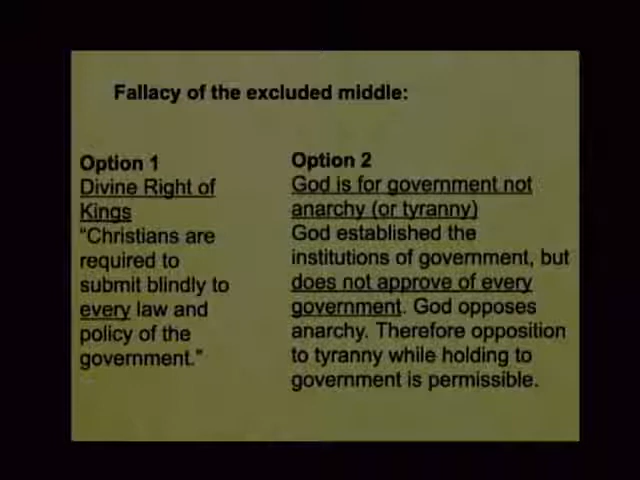 Fallacy of the excluded middle:
Option 1
Divine Right of
Kings
“Christians are
required to
submit blindly to
every law and
policy of the
government.”
Option 2
God is for government not
anarchy (or tyranny)
God established the
institutions of government, but
does not approve of every
government. God opposes
anarchy. Therefore opposition
to tyranny while holding to
government is permissible.